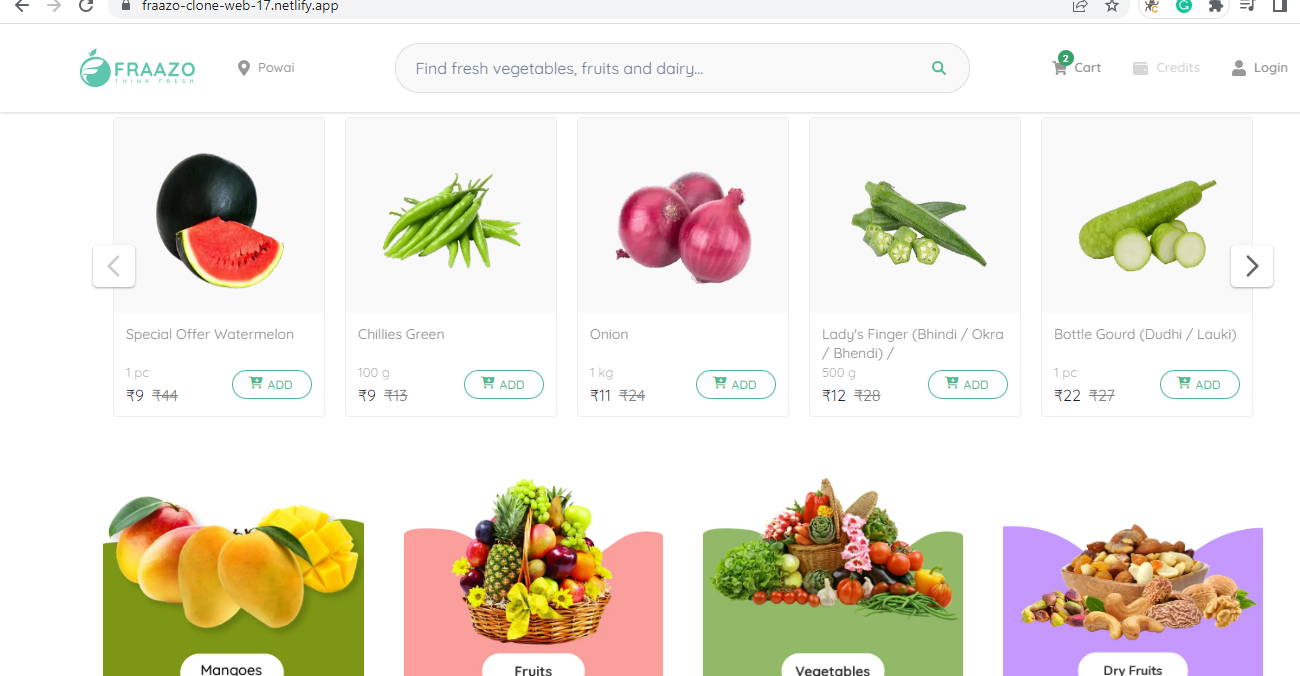 fraazo-clone-web-17.netlify.app
FRAAZO
THINK FRESH
Powai
Find fresh vegetables, fruits and dairy...
2
Cart
Credits
Login
Special Offer Watermelon
1 pc
₹9 ₹44
ADD
Chillies Green
100 g
₹9 ₹13
ADD
Onion
1 kg
₹11 ₹24
ADD
Lady's Finger (Bhindi / Okra
/ Bhendi) /
500 g
₹12 ₹28
ADD
Bottle Gourd (Dudhi / Lauki)
1 pc
₹22 ₹27
ADD
Mangoes
Fruits
Vegetables
Dry Fruits